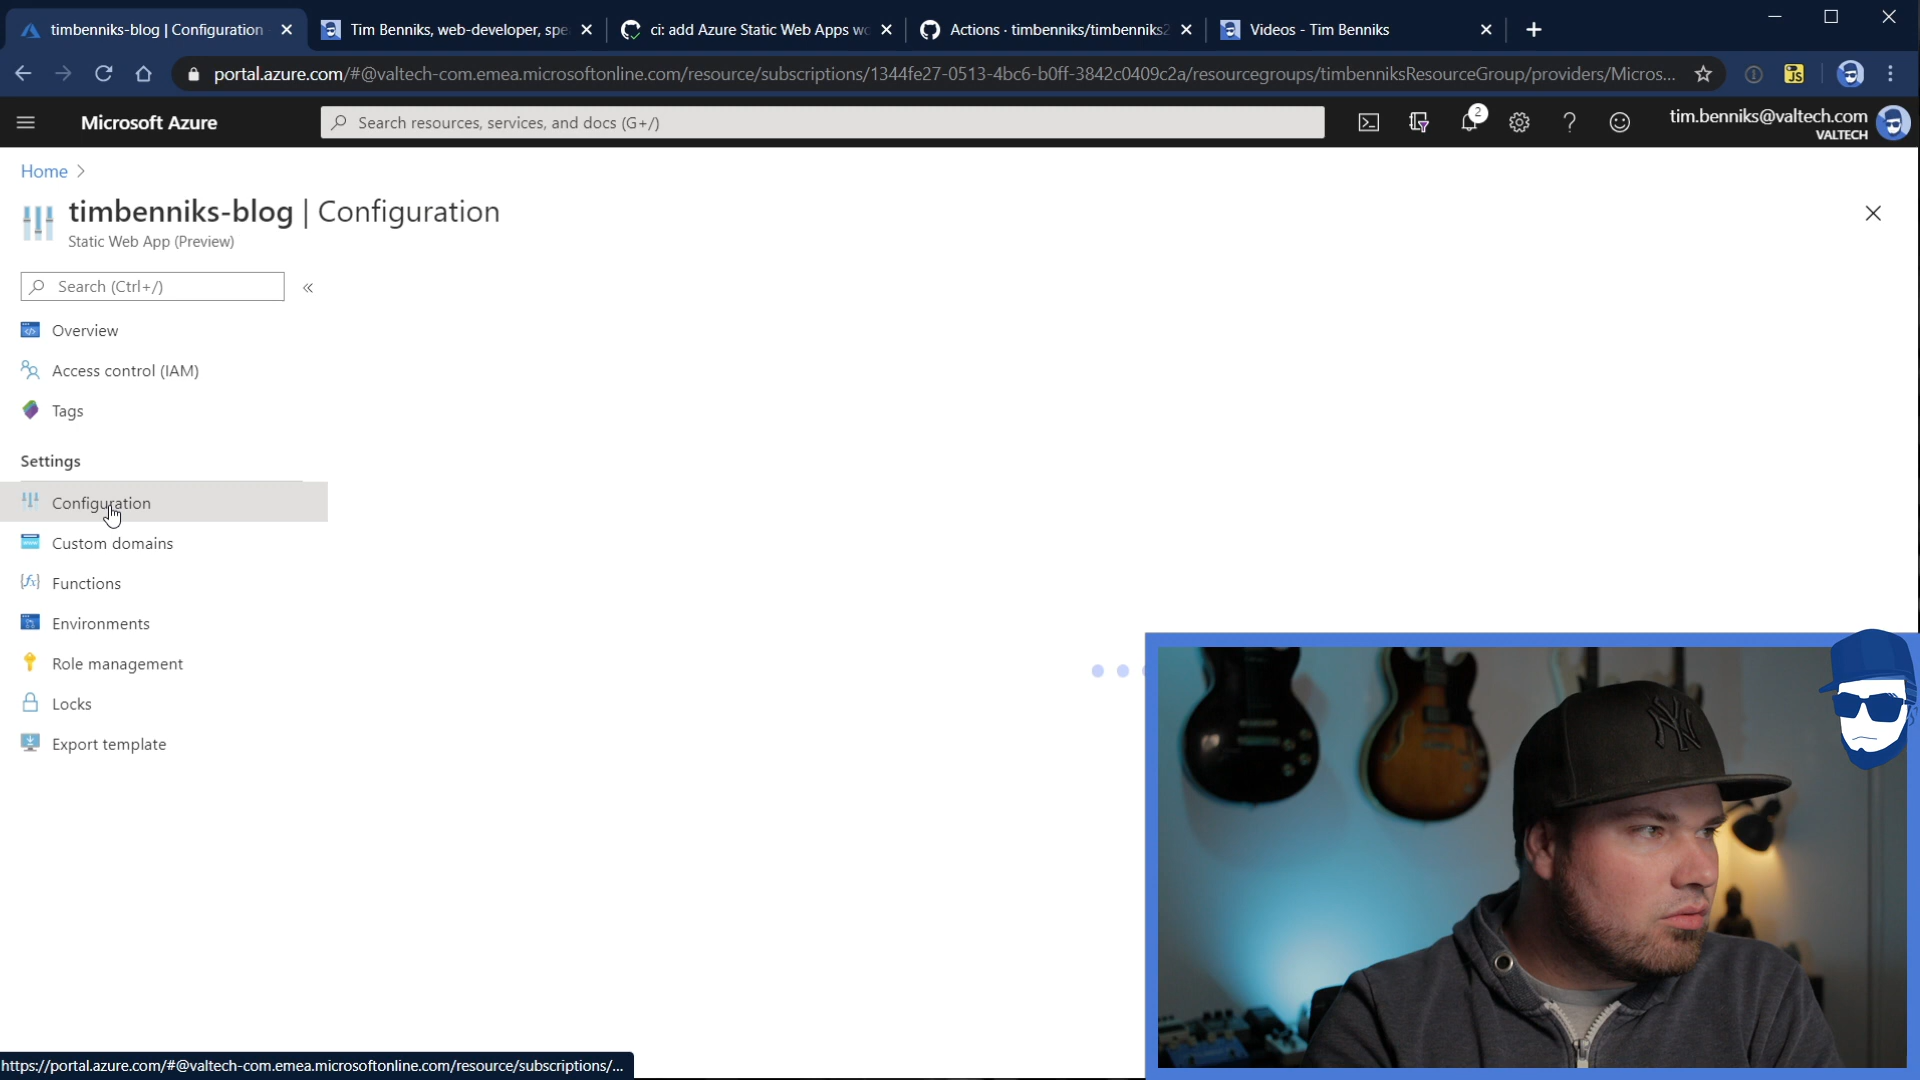 timbenniks-blog | Configuration
Tim Benniks, web-developer, spe
ci: add Azure Static Web Apps wo
Actions · timbenniks/timbenniks2
Videos - Tim Benniks
portal.azure.com/#@valtech-com.emea.microsoftonline.com/resource/subscriptions/1344fe27-0513-4bc6-b0ff-3842c0409c2a/resourcegroups/timbenniksResourceGroup/providers/Micros...
JS
Microsoft Azure
Search resources, services, and docs (G+/)
2
tim.benniks@valtech.com
VALTECH
Home
timbenniks-blog | Configuration
Static Web App (Preview)
Search (Ctrl+/)
Overview
Access control (IAM)
Tags
Settings
Configuration
Custom domains
Functions
Environments
Role management
Locks
Export template
NY
https://portal.azure.com/#@valtech-com.emea.microsoftonline.com/resource/subscriptions/...